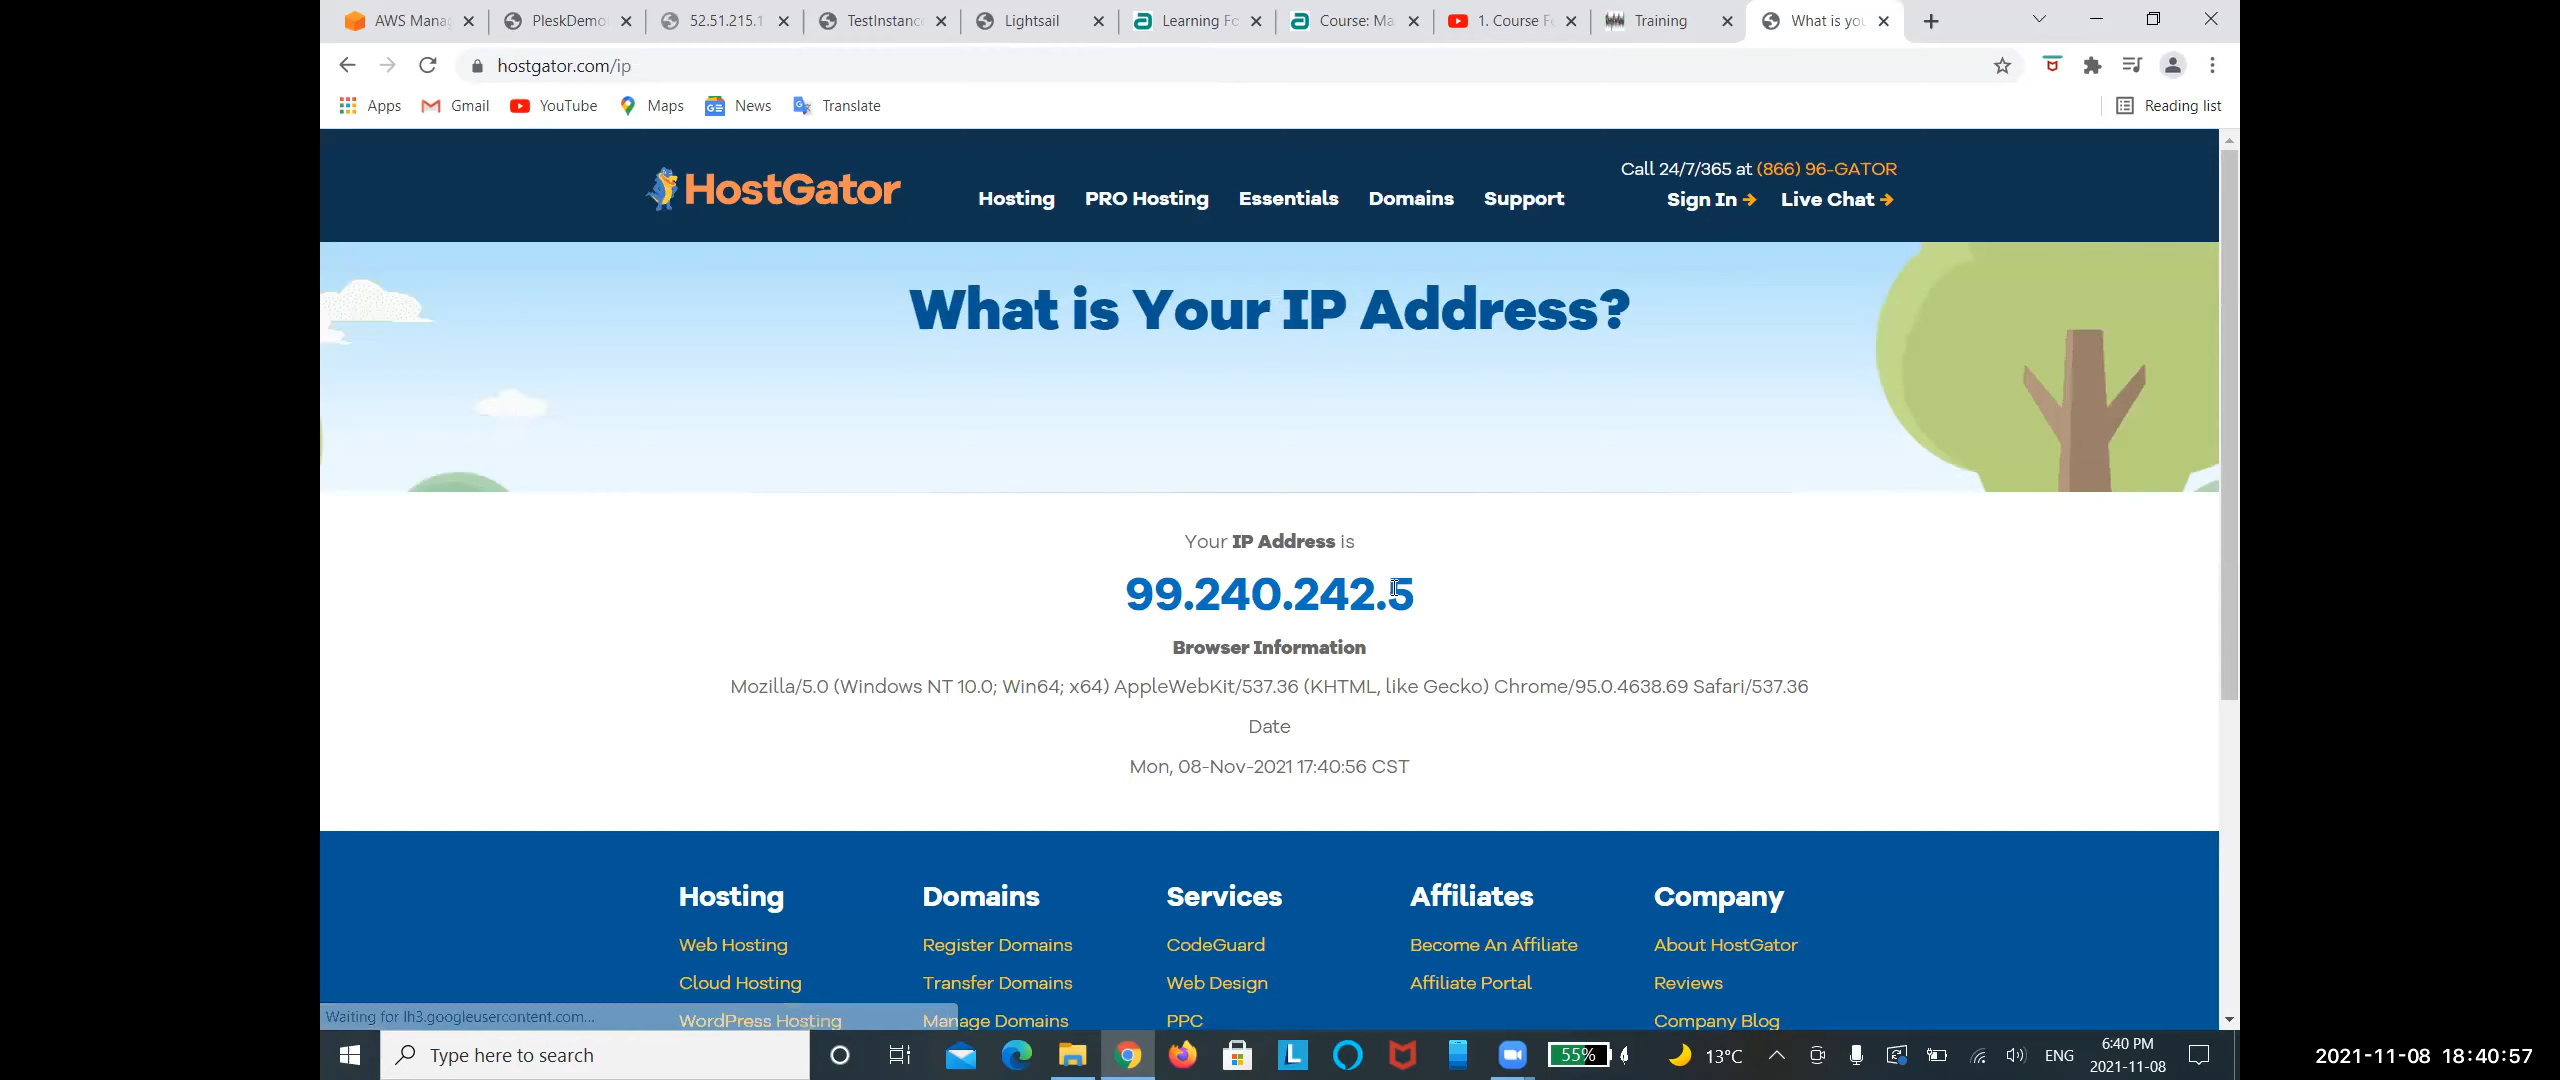 AWS Mana
PleskDemo
52.51.215.1
TestInstanc
Lightsail
Learning Fo
Course: Ma
1. Course F
Training
What is you
hostgator.com/ip
Apps
Gmail
YouTube
Maps
News
Translate
Reading list
HostGator
Hosting
PRO Hosting
Essentials
Domains
Support
Call 24/7/365 at (866) 96-GATOR
Sign In
Live Chat
What is Your IP Address?
Your IP Address is
99.240.242.5
Browser Information
Mozilla/5.0 (Windows NT 10.0; Win64; x64) AppleWebKit/537.36 (KHTML, like Gecko) Chrome/95.0.4638.69 Safari/537.36
Date
Mon, 08-Nov-2021 17:40:56 CST
Hosting
Domains
Services
Affiliates
Company
Web Hosting
Register Domains
CodeGuard
Become An Affiliate
About HostGator
Cloud Hosting
Transfer Domains
Web Design
Affiliate Portal
Reviews
WordPress Hosting
Manage Domains
PPC
Company Blog
Waiting for lh3.googleusercontent.com...
Type here to search
55%
13°C
ENG
6:40 PM
2021-11-08
2021-11-08 18:40:57